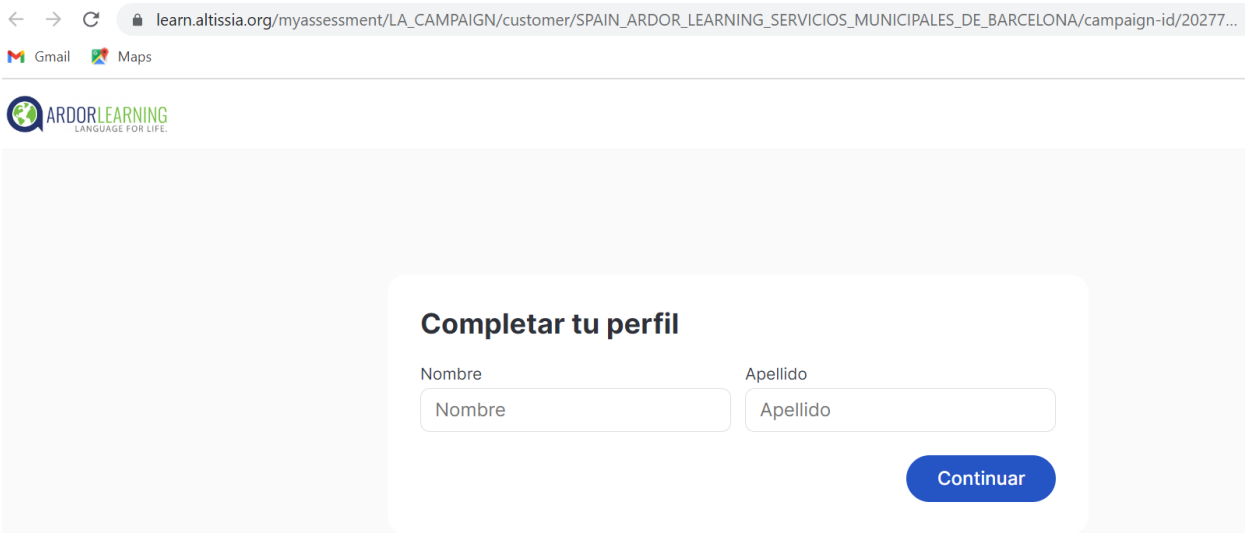 learn.altissia.org/myassessment/LA_CAMPAIGN/customer/SPAIN_ARDOR_LEARNING_SERVICIOS_MUNICIPALES_DE_BARCELONA/campaign-id/20277...
Gmail Maps
ARDORLEARNING
LANGUAGE FOR LIFE.
Completar tu perfil
Nombre Apellido
Nombre Apellido
Continuar